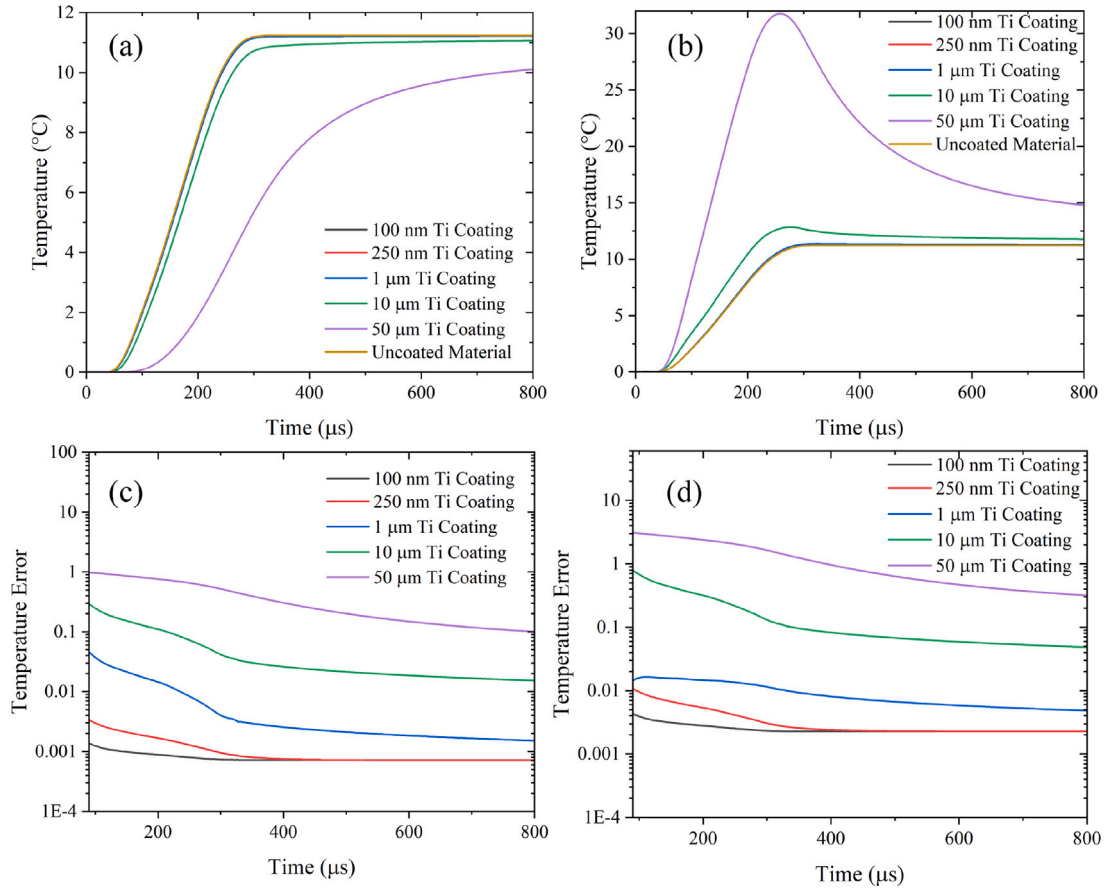 (a)
Temperature (°C)
12
10
8
6
4
2
0
100 nm Ti Coating
250 nm Ti Coating
1 μm Ti Coating
10 μm Ti Coating
50 μm Ti Coating
Uncoated Material
0 200 400 600 800
Time (μs)
(b)
Temperature (°C)
30
25
20
15
10
5
0
100 nm Ti Coating
250 nm Ti Coating
1 μm Ti Coating
10 μm Ti Coating
50 μm Ti Coating
Uncoated Material
0 200 400 600 800
Time (μs)
(c)
Temperature Error
100
10
1
0.1
0.01
0.001
1E-4
100 nm Ti Coating
250 nm Ti Coating
1 μm Ti Coating
10 μm Ti Coating
50 μm Ti Coating
200 400 600 800
Time (μs)
(d)
Temperature Error
10
1
0.1
0.01
0.001
1E-4
100 nm Ti Coating
250 nm Ti Coating
1 μm Ti Coating
10 μm Ti Coating
50 μm Ti Coating
200 400 600 800
Time (μs)